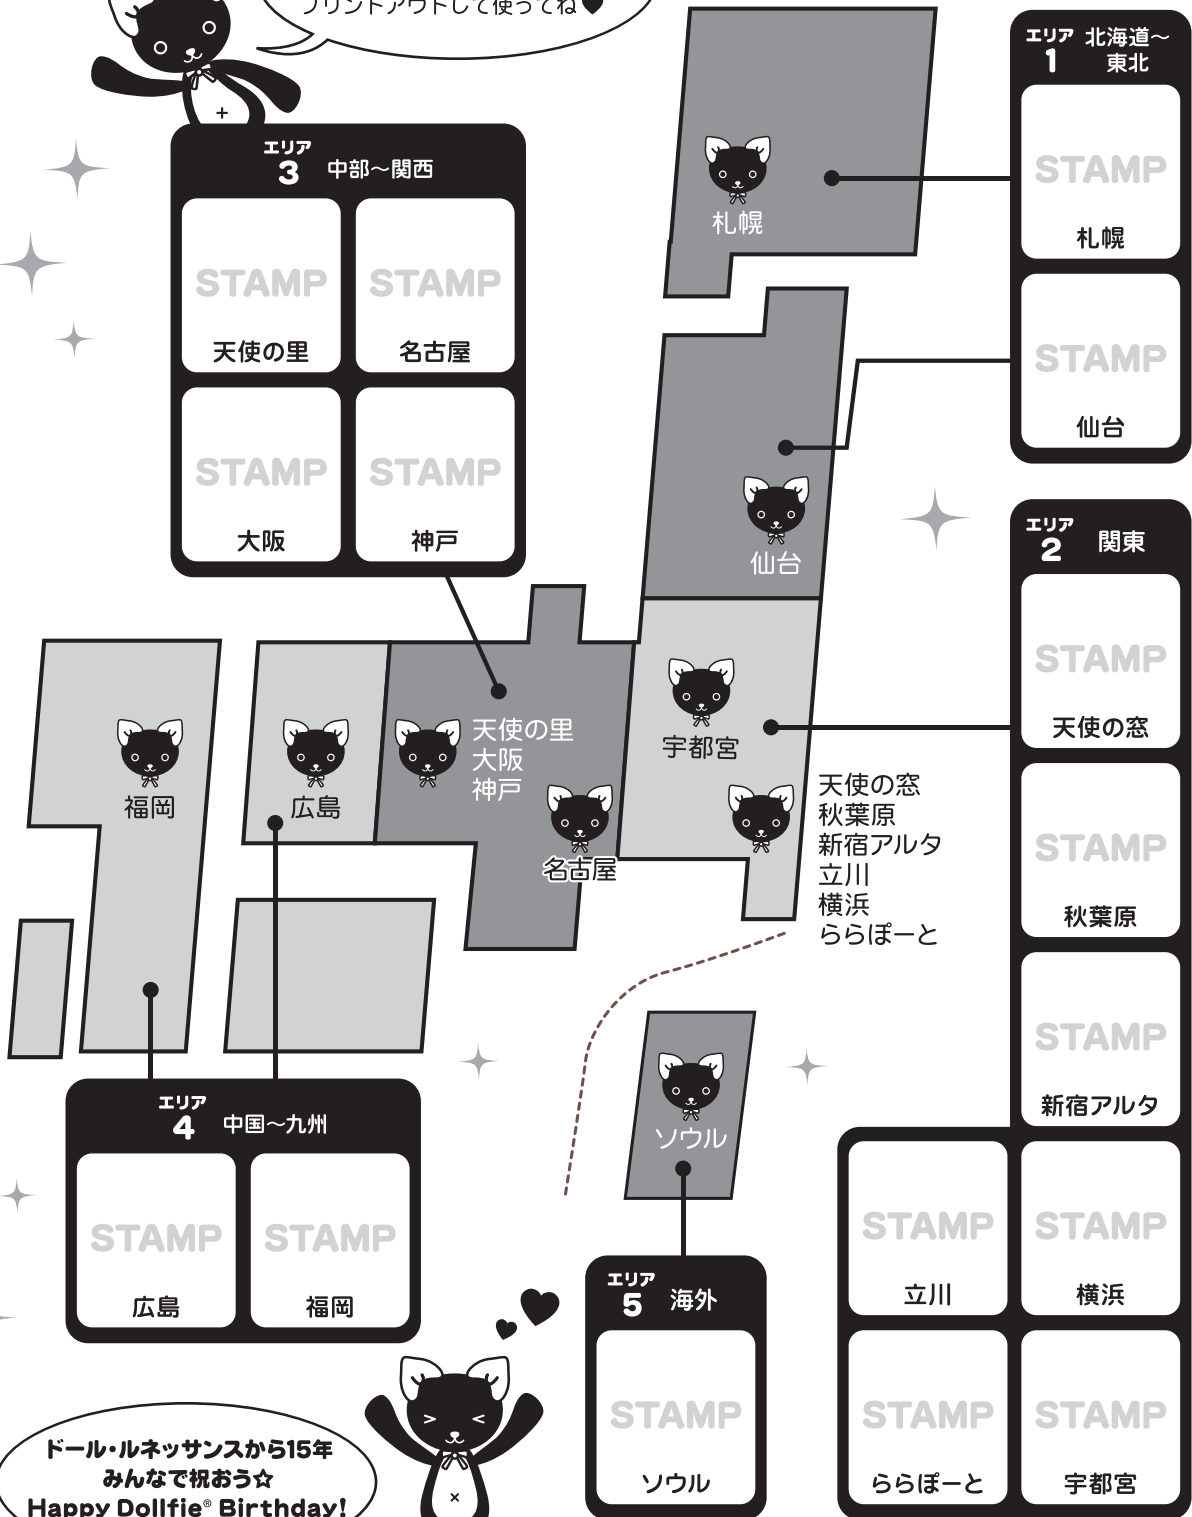 プリントアウトして使ってね♥
エリア
1
北海道～
東北
STAMP
札幌
STAMP
仙台
エリア
3
中部～関西
STAMP
天使の里
STAMP
名古屋
STAMP
大阪
STAMP
神戸
札幌
仙台
宇都宮
天使の里
大阪
神戸
名古屋
広島
福岡
天使の窓
秋葉原
新宿アルタ
立川
横浜
ららぽーと
ソウル
エリア
2
関東
STAMP
天使の窓
STAMP
秋葉原
STAMP
新宿アルタ
STAMP
立川
STAMP
横浜
STAMP
ららぽーと
STAMP
宇都宮
エリア
4
中国～九州
STAMP
広島
STAMP
福岡
エリア
5
海外
STAMP
ソウル
ドール・ルネッサンスから15年
みんなで祝おう☆
Happy Dollfie® Birthday!